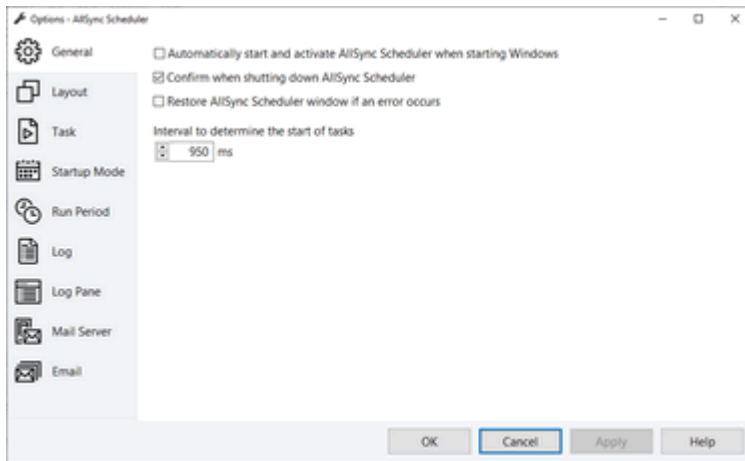 Options - AllSync Scheduler
General
Layout
Task
Startup Mode
Run Period
Log
Log Pane
Mail Server
Email
Automatically start and activate AllSync Scheduler when starting Windows
Confirm when shutting down AllSync Scheduler
Restore AllSync Scheduler window if an error occurs
Interval to determine the start of tasks
950 ms
OK Cancel Apply Help